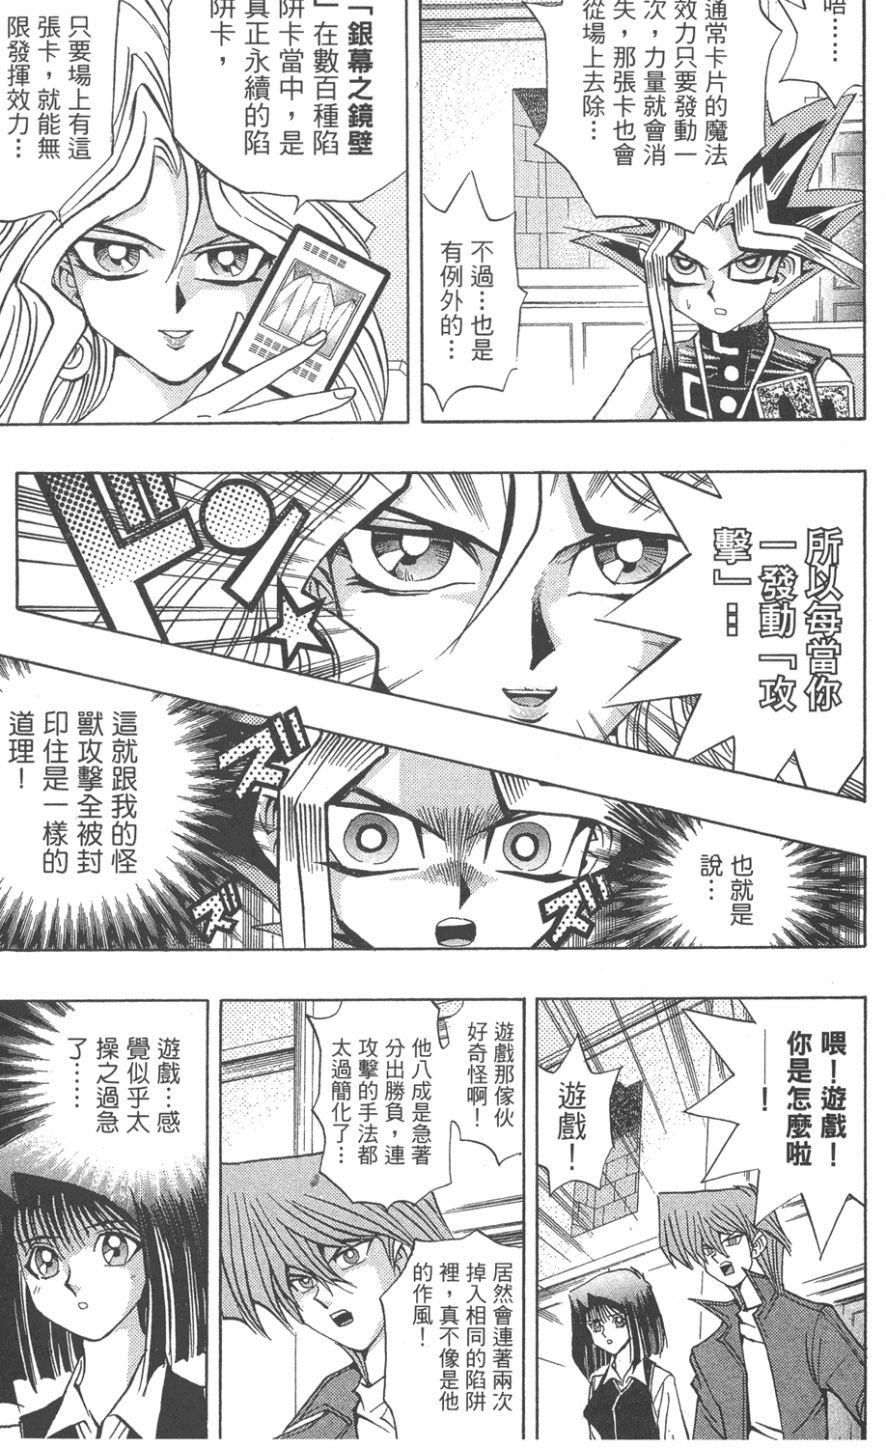 唔……
通常卡片的魔法
效力只要發動一
次，力量就會消
失，那張卡也會
從場上去除…
不過…也是
有例外的…
「銀幕之鏡壁
」在數百種陷
阱卡當中，是
真正永續的陷
阱卡，
只要場上有這
張卡，就能無
限發揮效力…
所以每當你
一發動「攻
擊」…
ドン
也就是
說…
ズズ
ズズ
這就跟我的怪
獸攻擊全被封
印住是一樣的
道理！
喂！遊戲！
你是怎麼啦
——！
遊戲！
遊戲那傢伙
好奇怪啊！
他八成是急著
分出勝負，連
攻擊的手法都
太過簡化了…
居然會連著兩次
掉入相同的陷阱
裡，真不像是他
的作風！
遊戲…感
覺似乎太
操之過急
了……